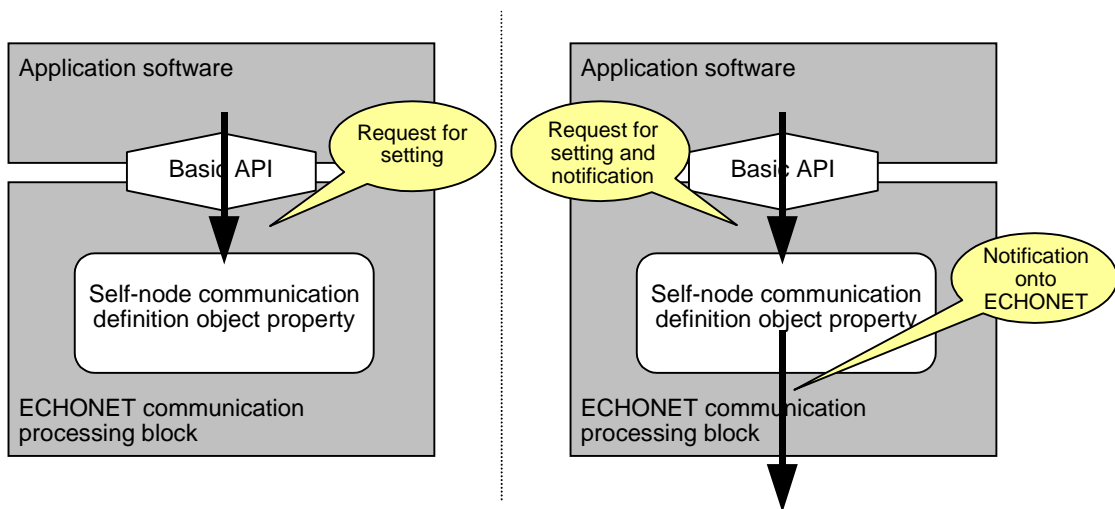 Application software
Request for
setting
Basic API
Self-node communication
definition object property
ECHONET communication
processing block
Application software
Request for
setting and
notification
Basic API
Notification
onto
ECHONET
Self-node communication
definition object property
ECHONET communication
processing block